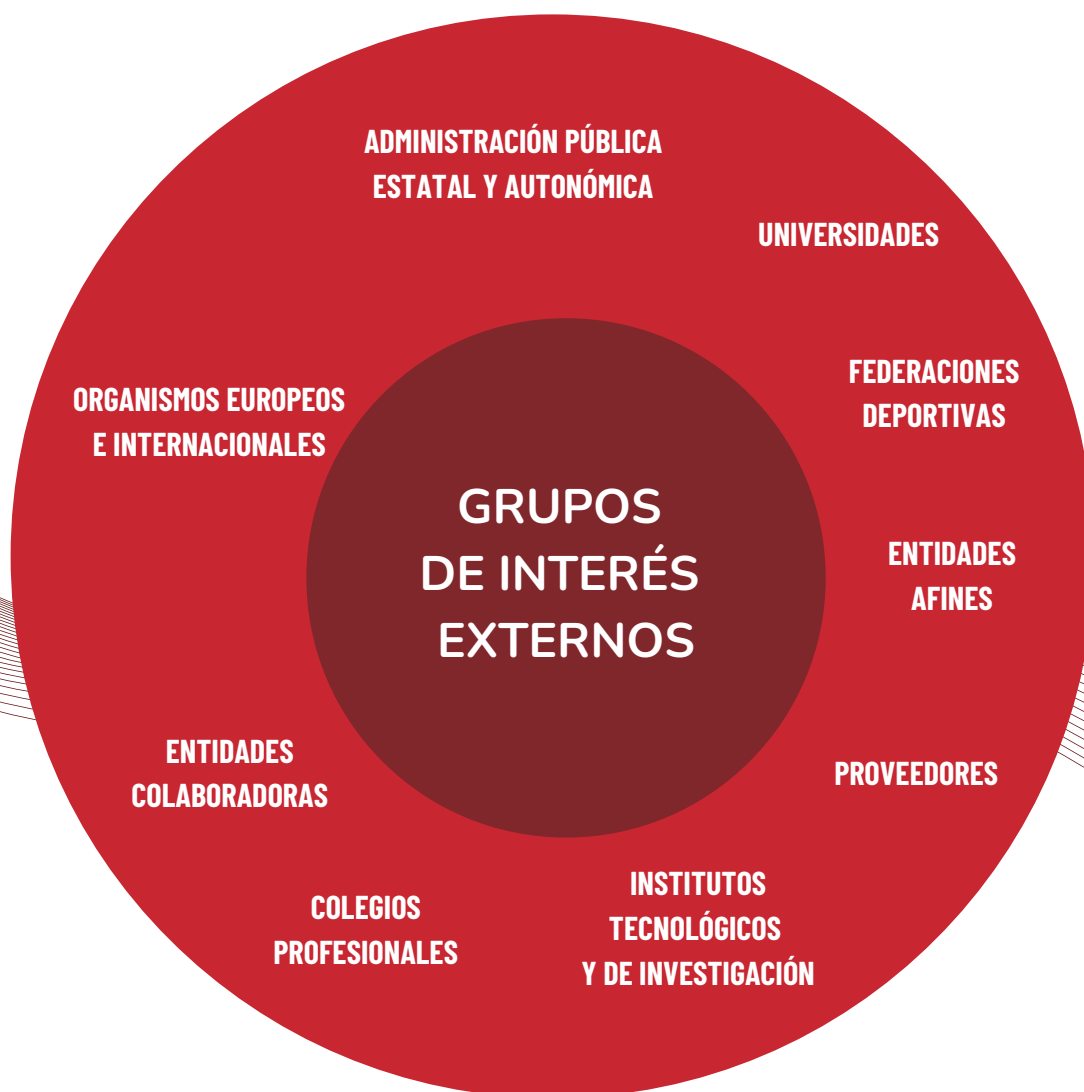 ADMINISTRACIÓN PÚBLICA
ESTATAL Y AUTONÓMICA
UNIVERSIDADES
FEDERACIONES
DEPORTIVAS
ORGANISMOS EUROPEOS
E INTERNACIONALES
GRUPOS
DE INTERÉS
EXTERNOS
ENTIDADES
AFINES
ENTIDADES
COLABORADORAS
PROVEEDORES
INSTITUTOS
TECNOLÓGICOS
Y DE INVESTIGACIÓN
COLEGIOS
PROFESIONALES